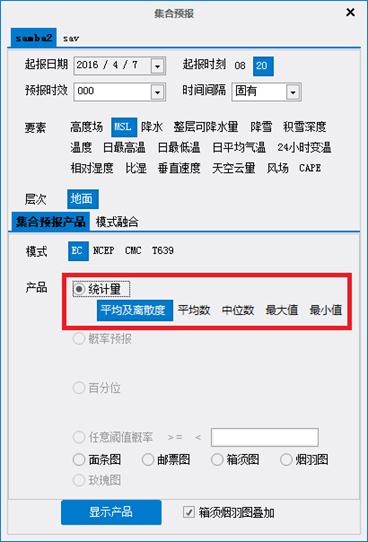 集合预报
samba2 sav
起报日期 2016 / 4 / 7 起报时刻 08 20
预报时效 000 时间间隔 固有
要素 高度场 MSL 降水 整层可降水量 降雪 积雪深度
温度 日最高温 日最低温 日平均气温 24小时变温
相对湿度 比湿 垂直速度 天空云量 风场 CAPE
层次 地面
集合预报产品 模式融合
模式 EC NCEP CMC T639
产品 统计量
平均及离散度 平均数 中位数 最大值 最小值
概率预报
百分位
任意阈值概率 >= <
面条图 邮票图 箱须图 烟羽图
玫瑰图
显示产品 箱须烟羽图叠加